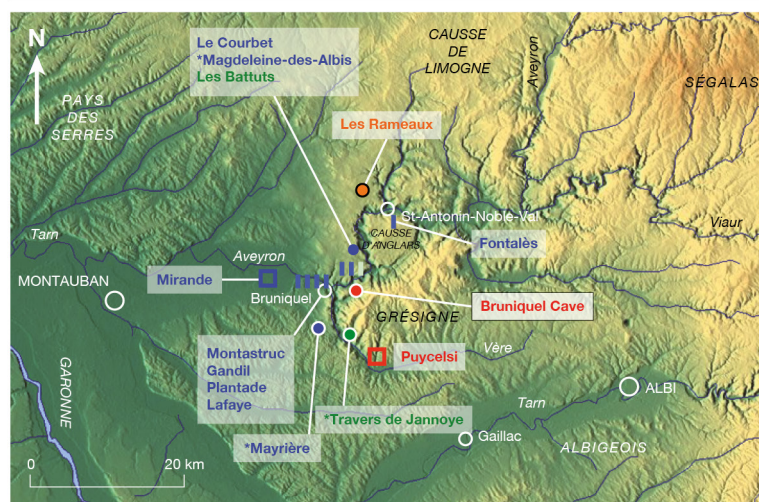 N
Le Courbet
*Magdeleine-des-Albis
Les Battuts
CAUSSE
DE
LIMOGNE
Aveyron
SÉGALAS
PAYS
DES
SERRES
Les Rameaux
St-Antonin-Noble-Val
CAUSSE
D'ANGLARS
Viaur
Tarn
Fontalès
Aveyron
Mirande
MONTAUBAN
Bruniquel
Bruniquel Cave
GRÉSIGNE
Montastruc
Gandil
Plantade
Lafaye
Puycelsi
Vère
GARONNE
ALBI
Tarn
*Travers de Jannoye
*Mayrière
Gaillac
ALBIGEOIS
0 20 km